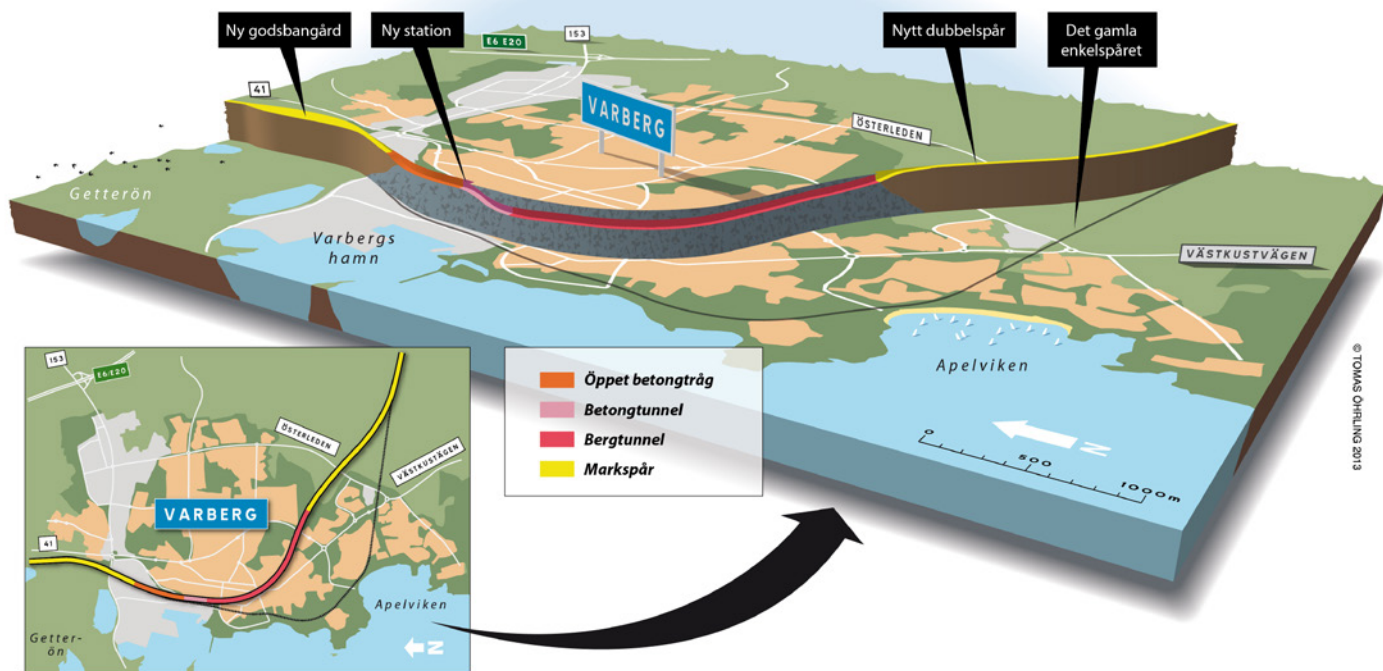 Ny godsbangård
Ny station
Nytt dubbelspår
Det gamla
enkelspåret
E6 E20
153
41
VARBERG
ÖSTERLEDEN
Getterön
Varbergs
hamn
VÄSTKUSTVÄGEN
Apelviken
N
0
500
1000m
© TOMAS ÖHRLING 2013
Öppet betongtråg
Betongtunnel
Bergtunnel
Markspår
153
E6/E20
ÖSTERLEDEN
VÄSTKUSTÄGEN
VARBERG
41
Apelviken
Getter-
ön
N